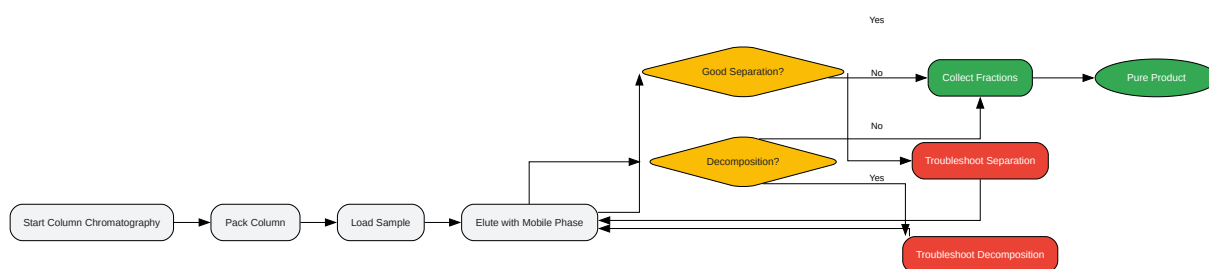 Yes
Good Separation?
No
Collect Fractions
Pure Product
No
Decomposition?
Troubleshoot Separation
Yes
Start Column Chromatography
Pack Column
Load Sample
Elute with Mobile Phase
Troubleshoot Decomposition